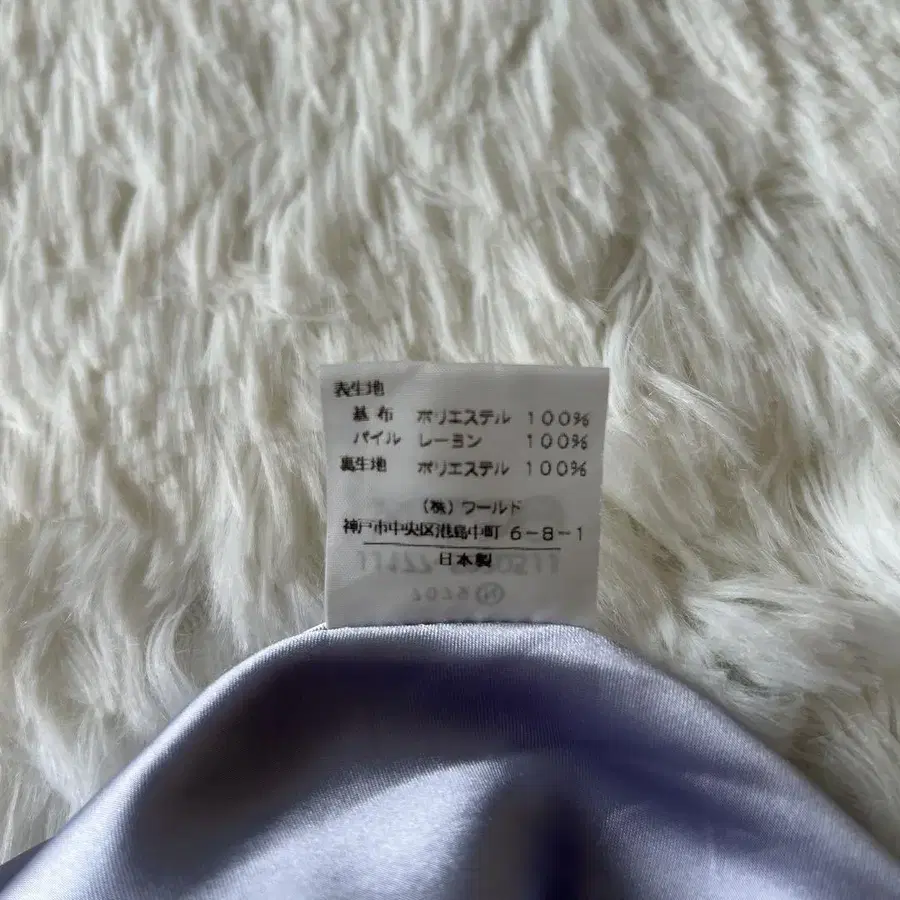 表生地
基布 ポリエステル 100%
パイル レーヨン 100%
裏生地 ポリエステル 100%
(株) ワールド
神戸市中央区港島中町 6-8-1
日本製